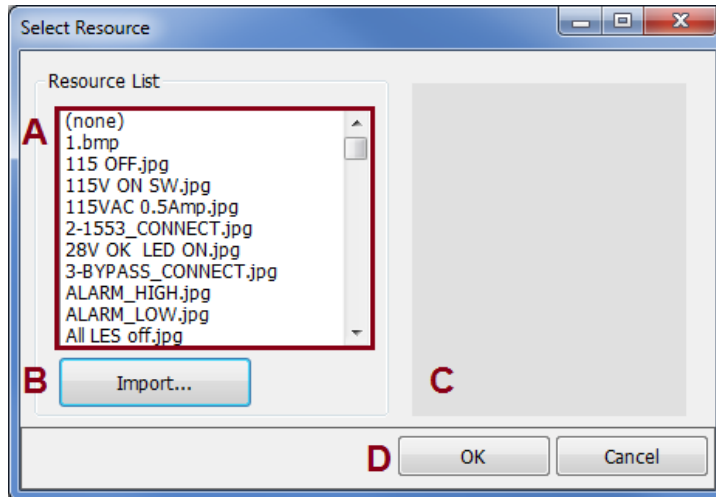 Select Resource
Resource List
A
(none)
1.bmp
115 OFF.jpg
115V ON SW.jpg
115VAC 0.5Amp.jpg
2-1553_CONNECT.jpg
28V OK  LED ON.jpg
3-BYPASS_CONNECT.jpg
ALARM_HIGH.jpg
ALARM_LOW.jpg
All LES off.jpg
B Import... C
D OK Cancel